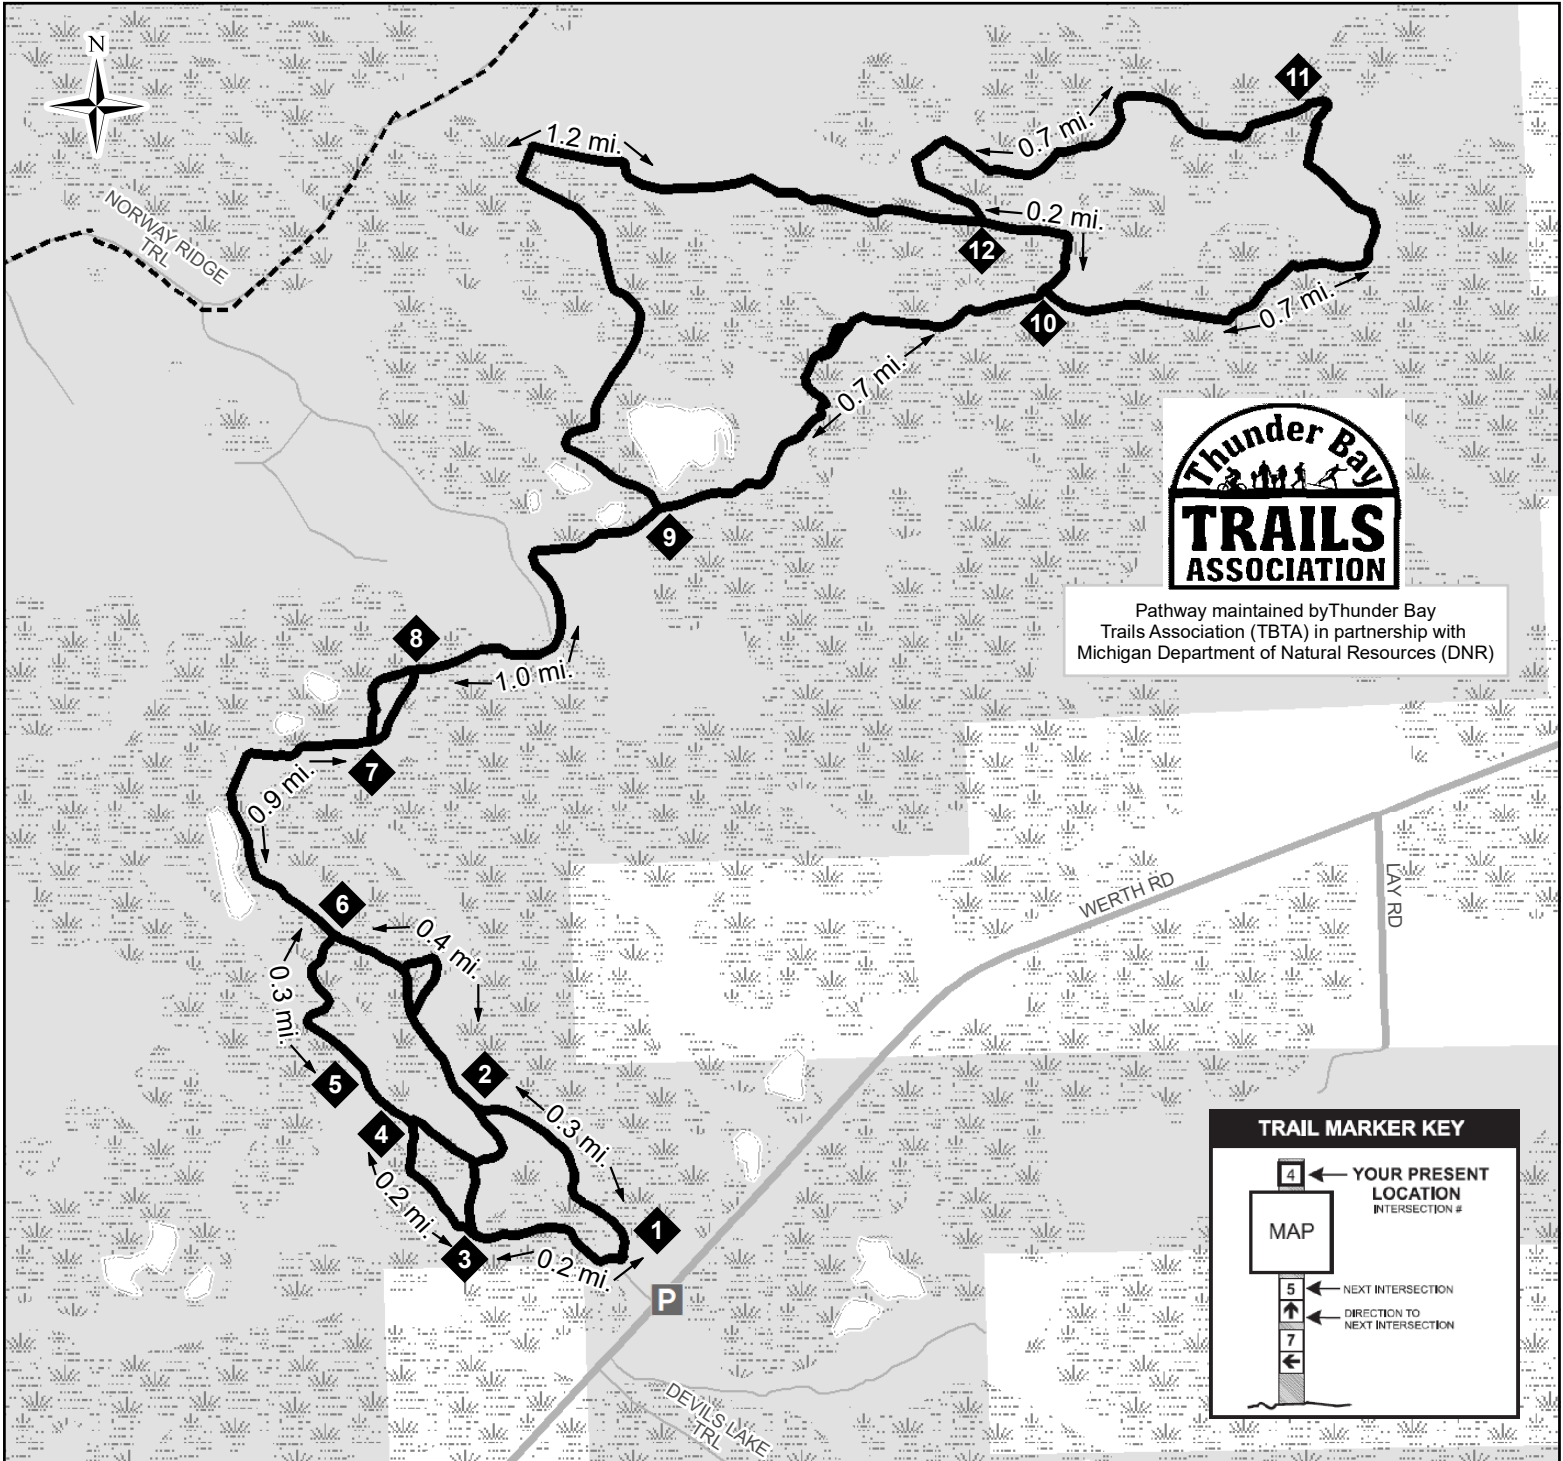 N
11
1.2 mi.
0.7 mi.
NORWAY RIDGE
TRL
0.2 mi.
12
10
0.7 mi.
0.7 mi.
Thunder Bay
TRAILS
ASSOCIATION
9
Pathway maintained byThunder Bay
Trails Association (TBTA) in partnership with
Michigan Department of Natural Resources (DNR)
8
1.0 mi.
7
0.9 mi.
WERTH RD
LAY RD
6
0.4 mi.
0.3 mi.
5
2
4
0.3 mi.
0.2 mi.
1
3
0.2 mi.
P
DEVILS LAKE
TRL
TRAIL MARKER KEY
4
YOUR PRESENT
LOCATION
INTERSECTION #
MAP
5
NEXT INTERSECTION
DIRECTION TO
NEXT INTERSECTION
7